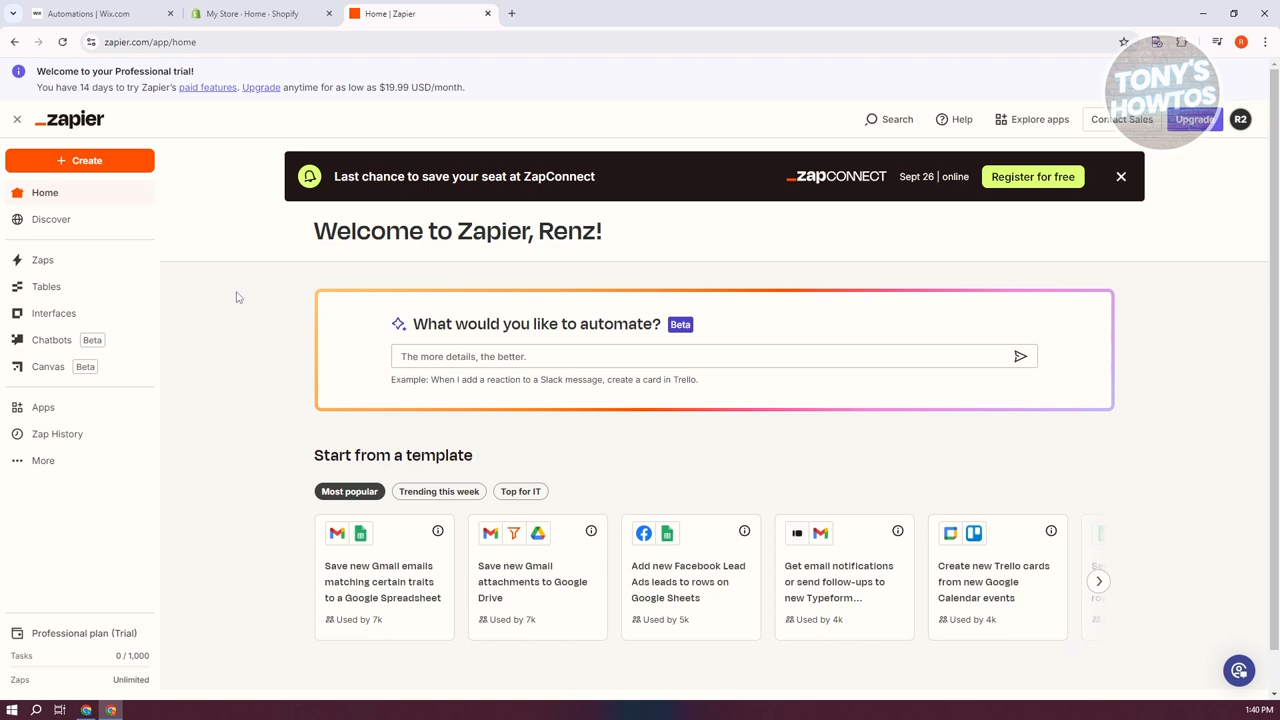 Automations | Wix.com
My Store · Home · Shopify
Home | Zapier
zapier.com/app/home
R
Welcome to your Professional trial!
You have 14 days to try Zapier's paid features. Upgrade anytime for as low as $19.99 USD/month.
TONY'S
HOWTOS
zapier
Search
Help
Explore apps
Contact Sales
Upgrade
R2
+ Create
Home
Discover
Zaps
Tables
Interfaces
Chatbots Beta
Canvas Beta
Apps
Zap History
More
Professional plan (Trial)
Tasks 0 / 1,000
Zaps Unlimited
Last chance to save your seat at ZapConnect
zapCONNECT
Sept 26 | online
Register for free
Welcome to Zapier, Renz!
What would you like to automate? Beta
The more details, the better.
Example: When I add a reaction to a Slack message, create a card in Trello.
Start from a template
Most popular
Trending this week
Top for IT
Save new Gmail emails
matching certain traits
to a Google Spreadsheet
Used by 7k
Save new Gmail
attachments to Google
Drive
Used by 7k
Add new Facebook Lead
Ads leads to rows on
Google Sheets
Used by 5k
Get email notifications
or send follow-ups to
new Typeform...
Used by 4k
Create new Trello cards
from new Google
Calendar events
Used by 4k
1:40 PM